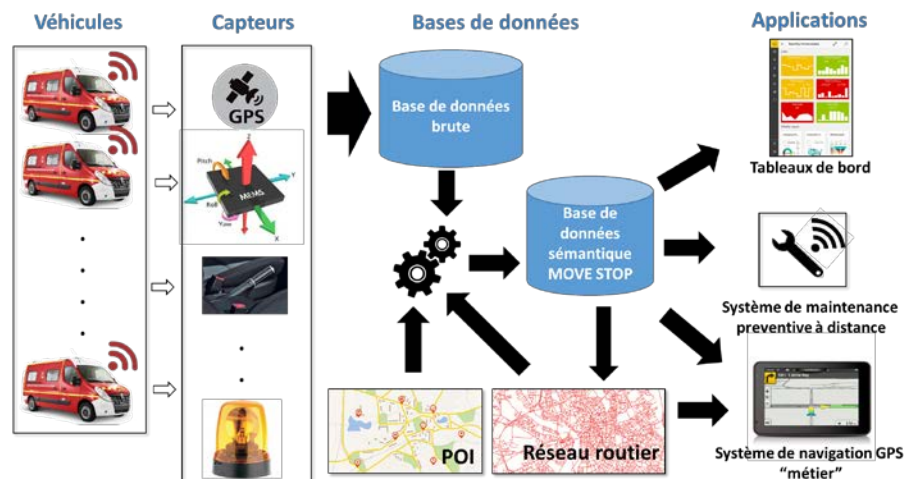 Véhicules
Capteurs
Bases de données
Applications
GPS
Pitch
Roll
Yaw
MEMS
Z
Y
X
Base de données
brute
Base de
données
sémantique
MOVE STOP
Tableaux de bord
Système de maintenance
preventive à distance
POI
Réseau routier
Système de navigation GPS
“métier”